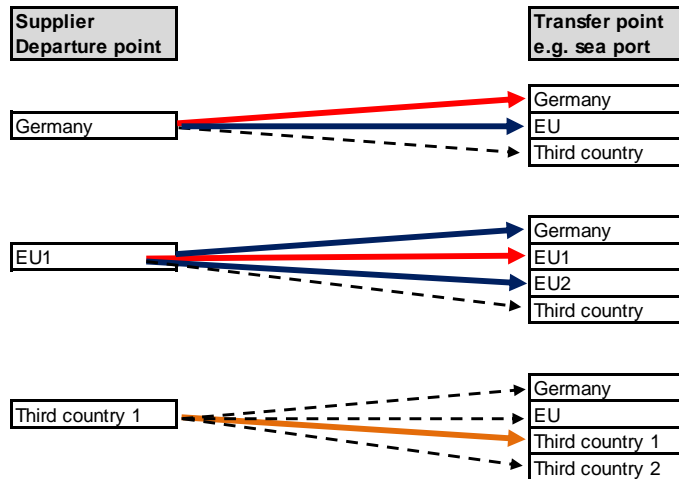 Supplier
Departure point
Transfer point
e.g. sea port
Germany
Germany
EU
Third country
EU1
Germany
EU1
EU2
Third country
Third country 1
Germany
EU
Third country 1
Third country 2